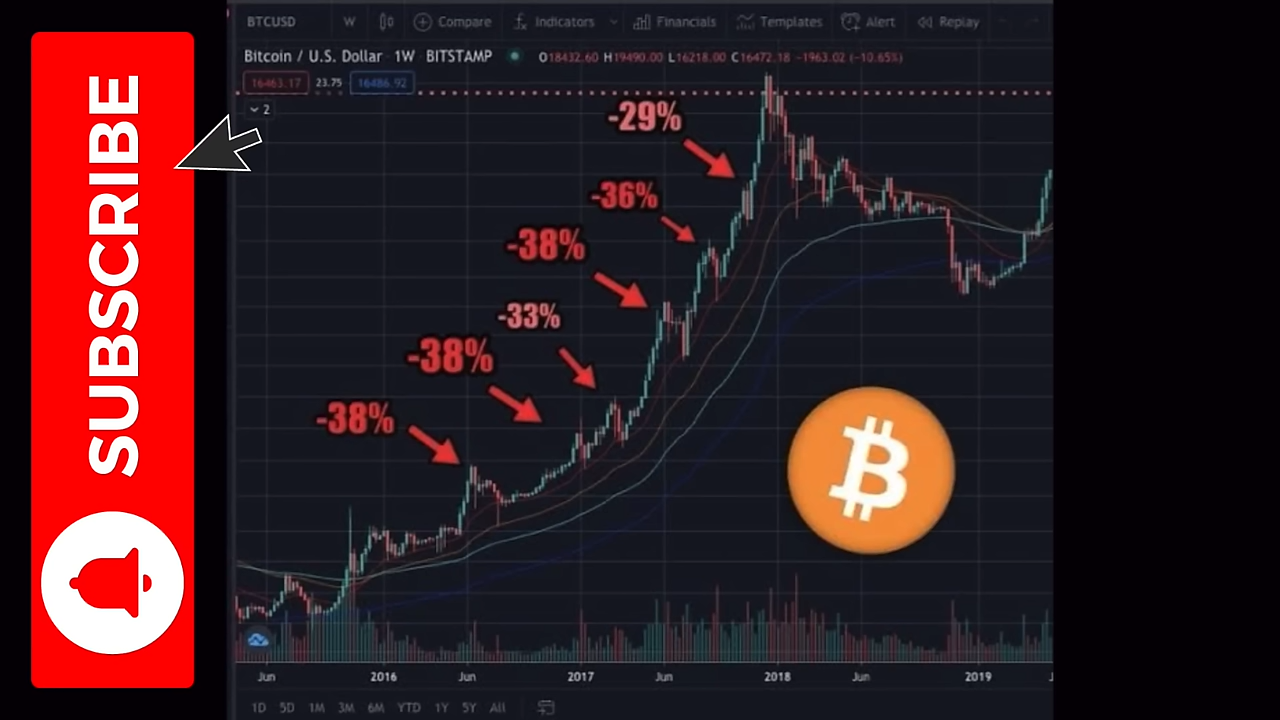 SUBSCRIBE
BTCUSD W Compare Indicators Financials Templates Alert Replay
Bitcoin / U.S. Dollar · 1W · BITSTAMP O18432.60 H19490.00 L16218.00 C16472.18 −1963.02 (−10.65%)
16463.17 23.75 16486.92
2
-29%
-36%
-38%
-33%
-38%
-38%
Jun 2016 Jun 2017 Jun 2018 Jun 2019
1D 5D 1M 3M 6M YTD 1Y 5Y All